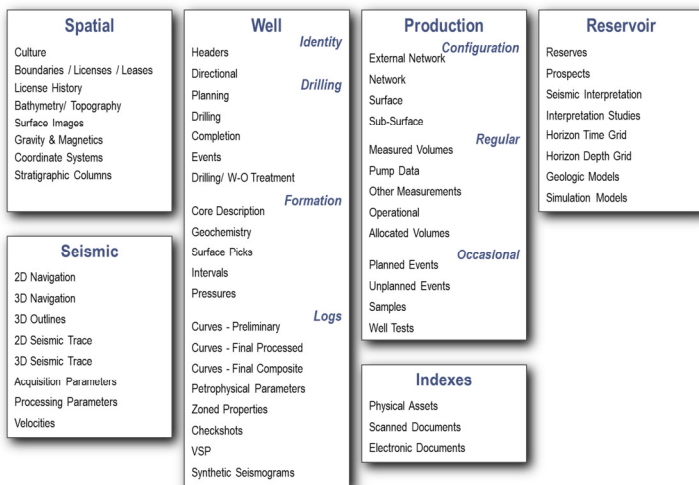 Spatial
Culture
Boundaries / Licenses / Leases
License History
Bathymetry/ Topography
Surface Images
Gravity & Magnetics
Coordinate Systems
Stratigraphic Columns
Seismic
2D Navigation
3D Navigation
3D Outlines
2D Seismic Trace
3D Seismic Trace
Acquisition Parameters
Processing Parameters
Velocities
Well
Identity
Headers
Directional
Drilling
Planning
Drilling
Completion
Events
Drilling/ W-O Treatment
Formation
Core Description
Geochemistry
Surface Picks
Intervals
Pressures
Logs
Curves - Preliminary
Curves - Final Processed
Curves - Final Composite
Petrophysical Parameters
Zoned Properties
Checkshots
VSP
Synthetic Seismograms
Production
Configuration
External Network
Network
Surface
Sub-Surface
Regular
Measured Volumes
Pump Data
Other Measurements
Operational
Allocated Volumes
Occasional
Planned Events
Unplanned Events
Samples
Well Tests
Indexes
Physical Assets
Scanned Documents
Electronic Documents
Reservoir
Reserves
Prospects
Seismic Interpretation
Interpretation Studies
Horizon Time Grid
Horizon Depth Grid
Geologic Models
Simulation Models